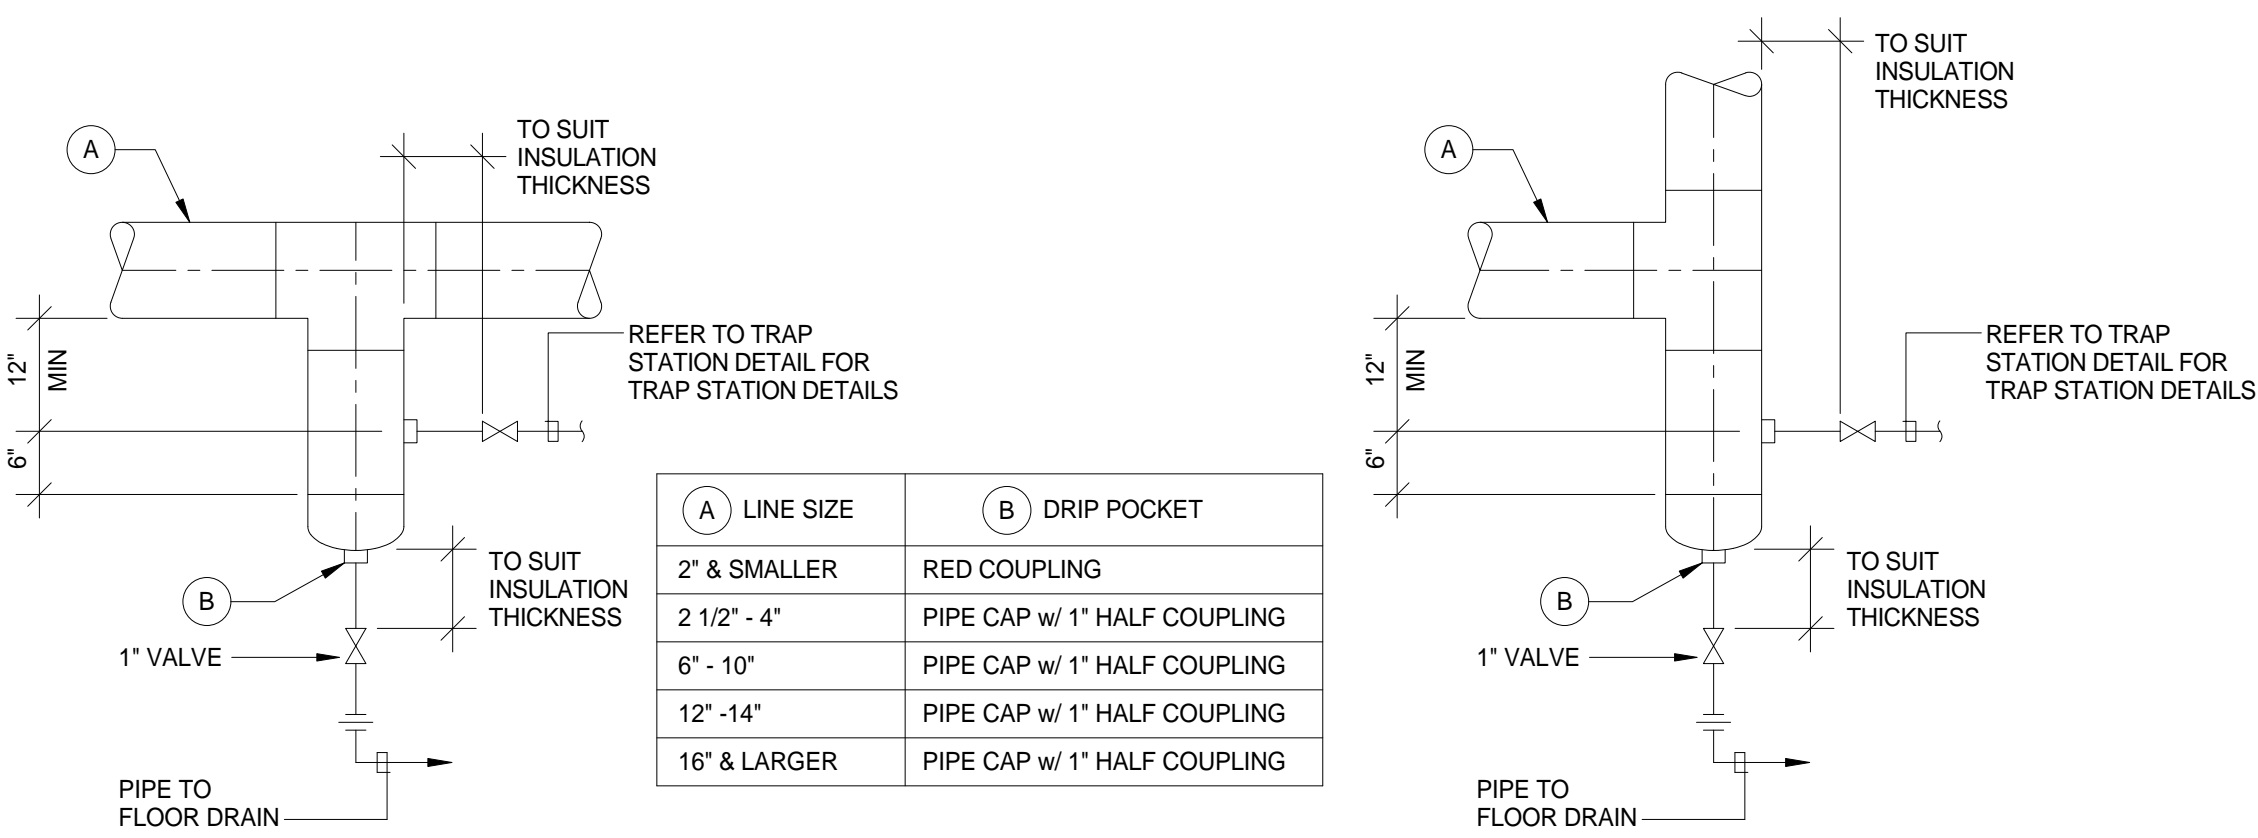 A
TO SUIT
INSULATION
THICKNESS
12"
MIN
6"
REFER TO TRAP
STATION DETAIL FOR
TRAP STATION DETAILS
TO SUIT
INSULATION
THICKNESS
B
1" VALVE
PIPE TO
FLOOR DRAIN
A LINE SIZE B DRIP POCKET
2" & SMALLER RED COUPLING
2 1/2" - 4" PIPE CAP w/ 1" HALF COUPLING
6" - 10" PIPE CAP w/ 1" HALF COUPLING
12" -14" PIPE CAP w/ 1" HALF COUPLING
16" & LARGER PIPE CAP w/ 1" HALF COUPLING
TO SUIT
INSULATION
THICKNESS
A
12"
MIN
6"
REFER TO TRAP
STATION DETAIL FOR
TRAP STATION DETAILS
TO SUIT
INSULATION
THICKNESS
B
1" VALVE
PIPE TO
FLOOR DRAIN